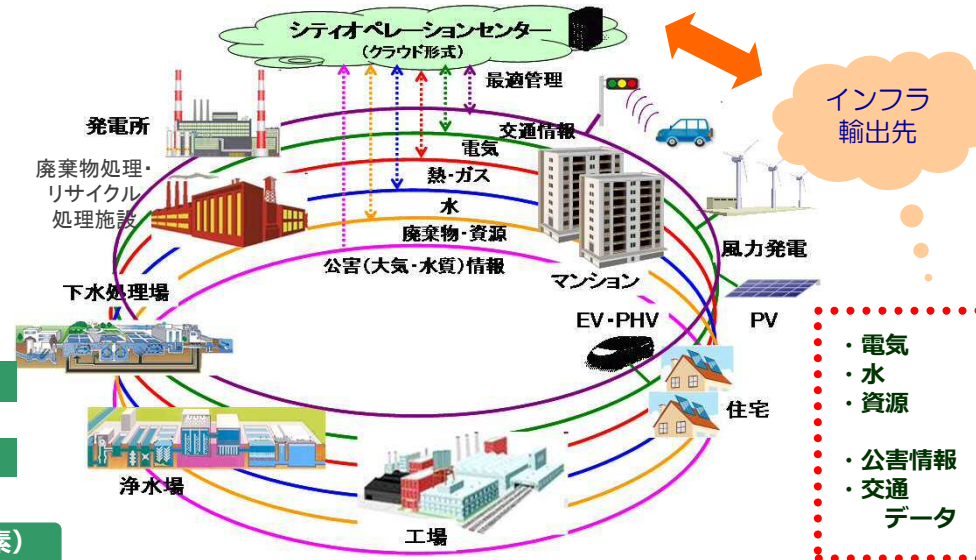 シティオペレーションセンター
(クラウド形式)
最適管理
インフラ
輸出先
発電所
交通情報
電気
廃棄物処理・
リサイクル
処理施設
熱・ガス
水
廃棄物・資源
公害(大気・水質)情報
マンション
風力発電
下水処理場
EV・PHV
PV
・電気
・水
・資源
住宅
・公害情報
・交通
データ
浄水場
工場
素)